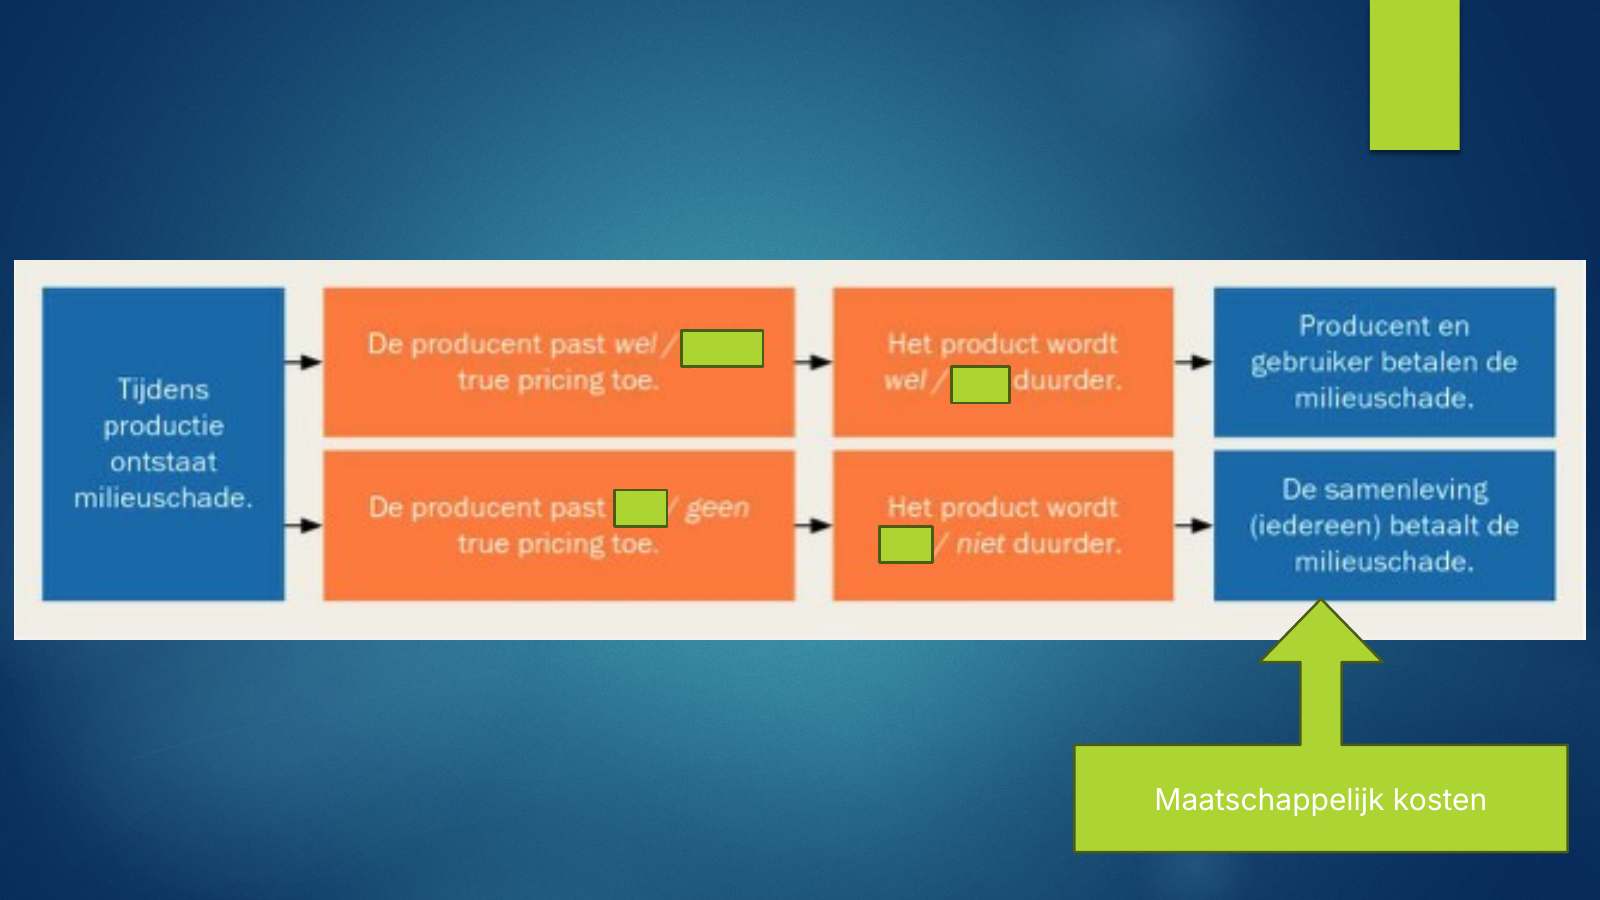 Tijdens
productie
ontstaat
milieuschade.
De producent past wel /
true pricing toe.
Het product wordt
wel / duurder.
Producent en
gebruiker betalen de
milieuschade.
De producent past / geen
true pricing toe.
Het product wordt
/ niet duurder.
De samenleving
(iedereen) betaalt de
milieuschade.
Maatschappelijk kosten